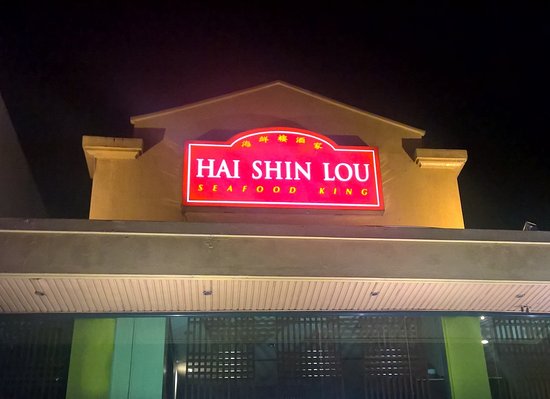 海鮮樓酒家
HAI SHIN LOU
SEAFOOD KING